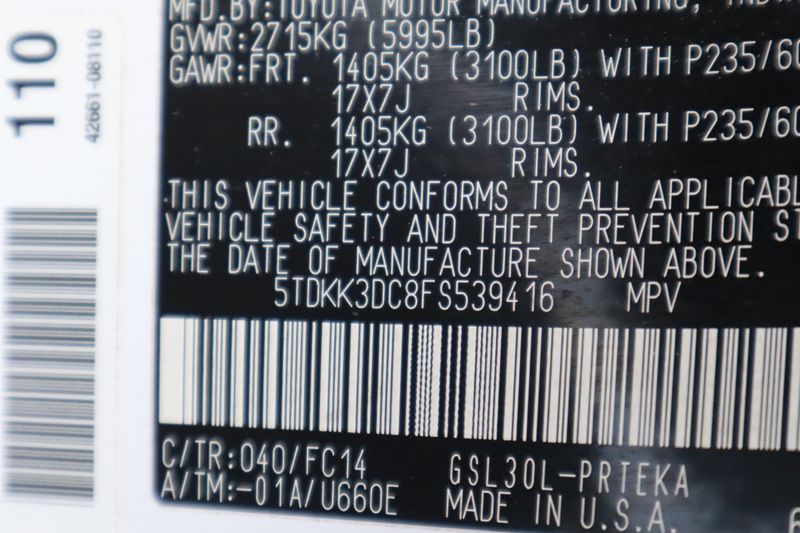 110
42661-08110
MFD.BY:TOYOTA MOTOR MANUFACTURING, INDI
GVWR:2715KG (5995LB)
GAWR:FRT. 1405KG (3100LB) WITH P235/60
17X7J RIMS.
RR. 1405KG (3100LB) WITH P235/60
17X7J RIMS.
THIS VEHICLE CONFORMS TO ALL APPLICABL
VEHICLE SAFETY AND THEFT PREVENTION ST
THE DATE OF MANUFACTURE SHOWN ABOVE.
5TDKK3DC8FS539416 MPV
C/TR:040/FC14 GSL30L-PRTEKA
A/TM:-01A/U660E MADE IN U.S.A.